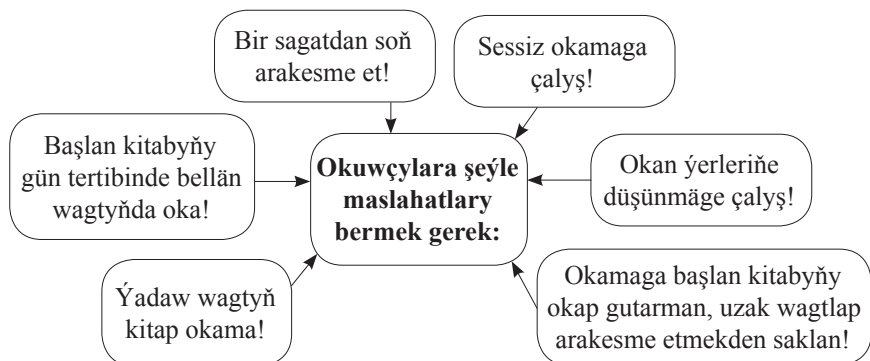 Bir sagatdan soň
arakesme et!
Sessiz okamaga
çalyş!
Başlan kitabyňy
gün tertibinde bellän
wagtyňda oka!
Okuwçylara şeýle
maslahatlary
bermek gerek:
Okan ýerleriňe
düşünmäge çalyş!
Ýadaw wagtyň
kitap okama!
Okamaga başlan kitabyňy
okap gutarman, uzak wagtlap
arakesme etmekden saklan!